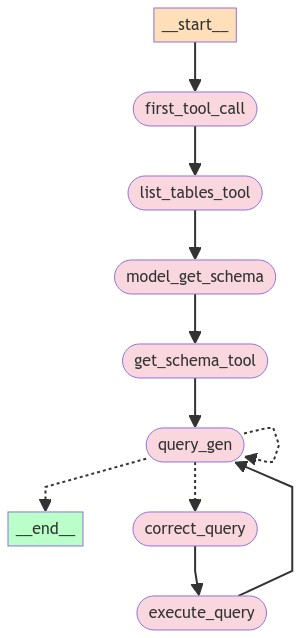 __start__
first_tool_call
list_tables_tool
model_get_schema
get_schema_tool
query_gen
__end__
correct_query
execute_query